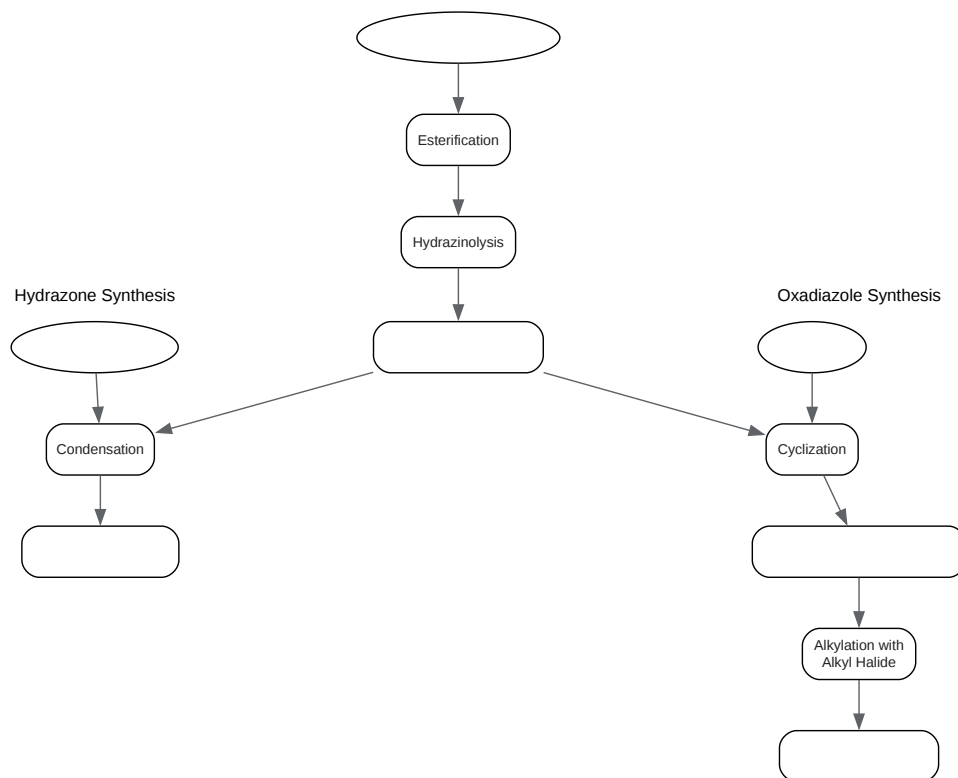 Esterification
Hydrazinolysis
Hydrazone Synthesis
Oxadiazole Synthesis
Condensation
Cyclization
Alkylation with
Alkyl Halide